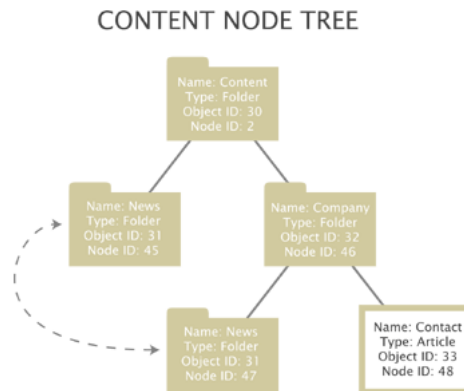 CONTENT NODE TREE
Name: Content
Type: Folder
Object ID: 30
Node ID: 2
Name: News
Type: Folder
Object ID: 31
Node ID: 45
Name: Company
Type: Folder
Object ID: 32
Node ID: 46
Name: News
Type: Folder
Object ID: 31
Node ID: 47
Name: Contact
Type: Article
Object ID: 33
Node ID: 48